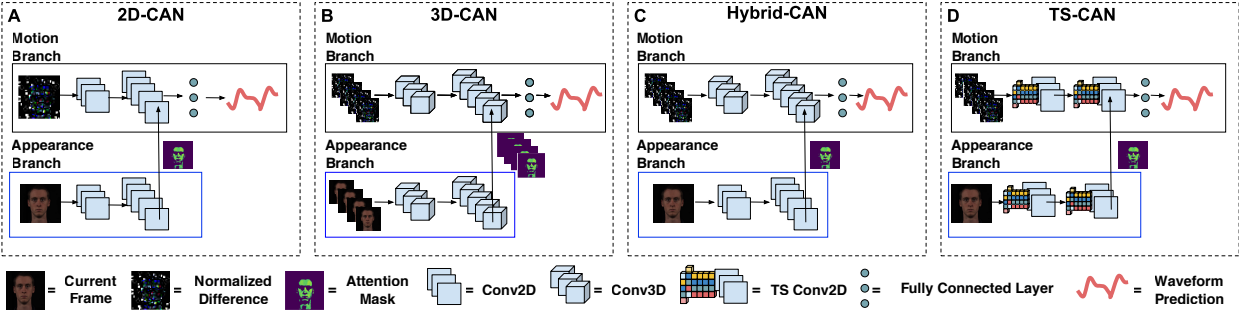 A 2D-CAN
Motion
Branch
Appearance
Branch
B 3D-CAN
Motion
Branch
Appearance
Branch
C Hybrid-CAN
Motion
Branch
Appearance
Branch
D TS-CAN
Motion
Branch
Appearance
Branch
= Current
Frame
= Normalized
Difference
= Attention
Mask
= Conv2D
= Conv3D
= TS Conv2D
= Fully Connected Layer
= Waveform
Prediction